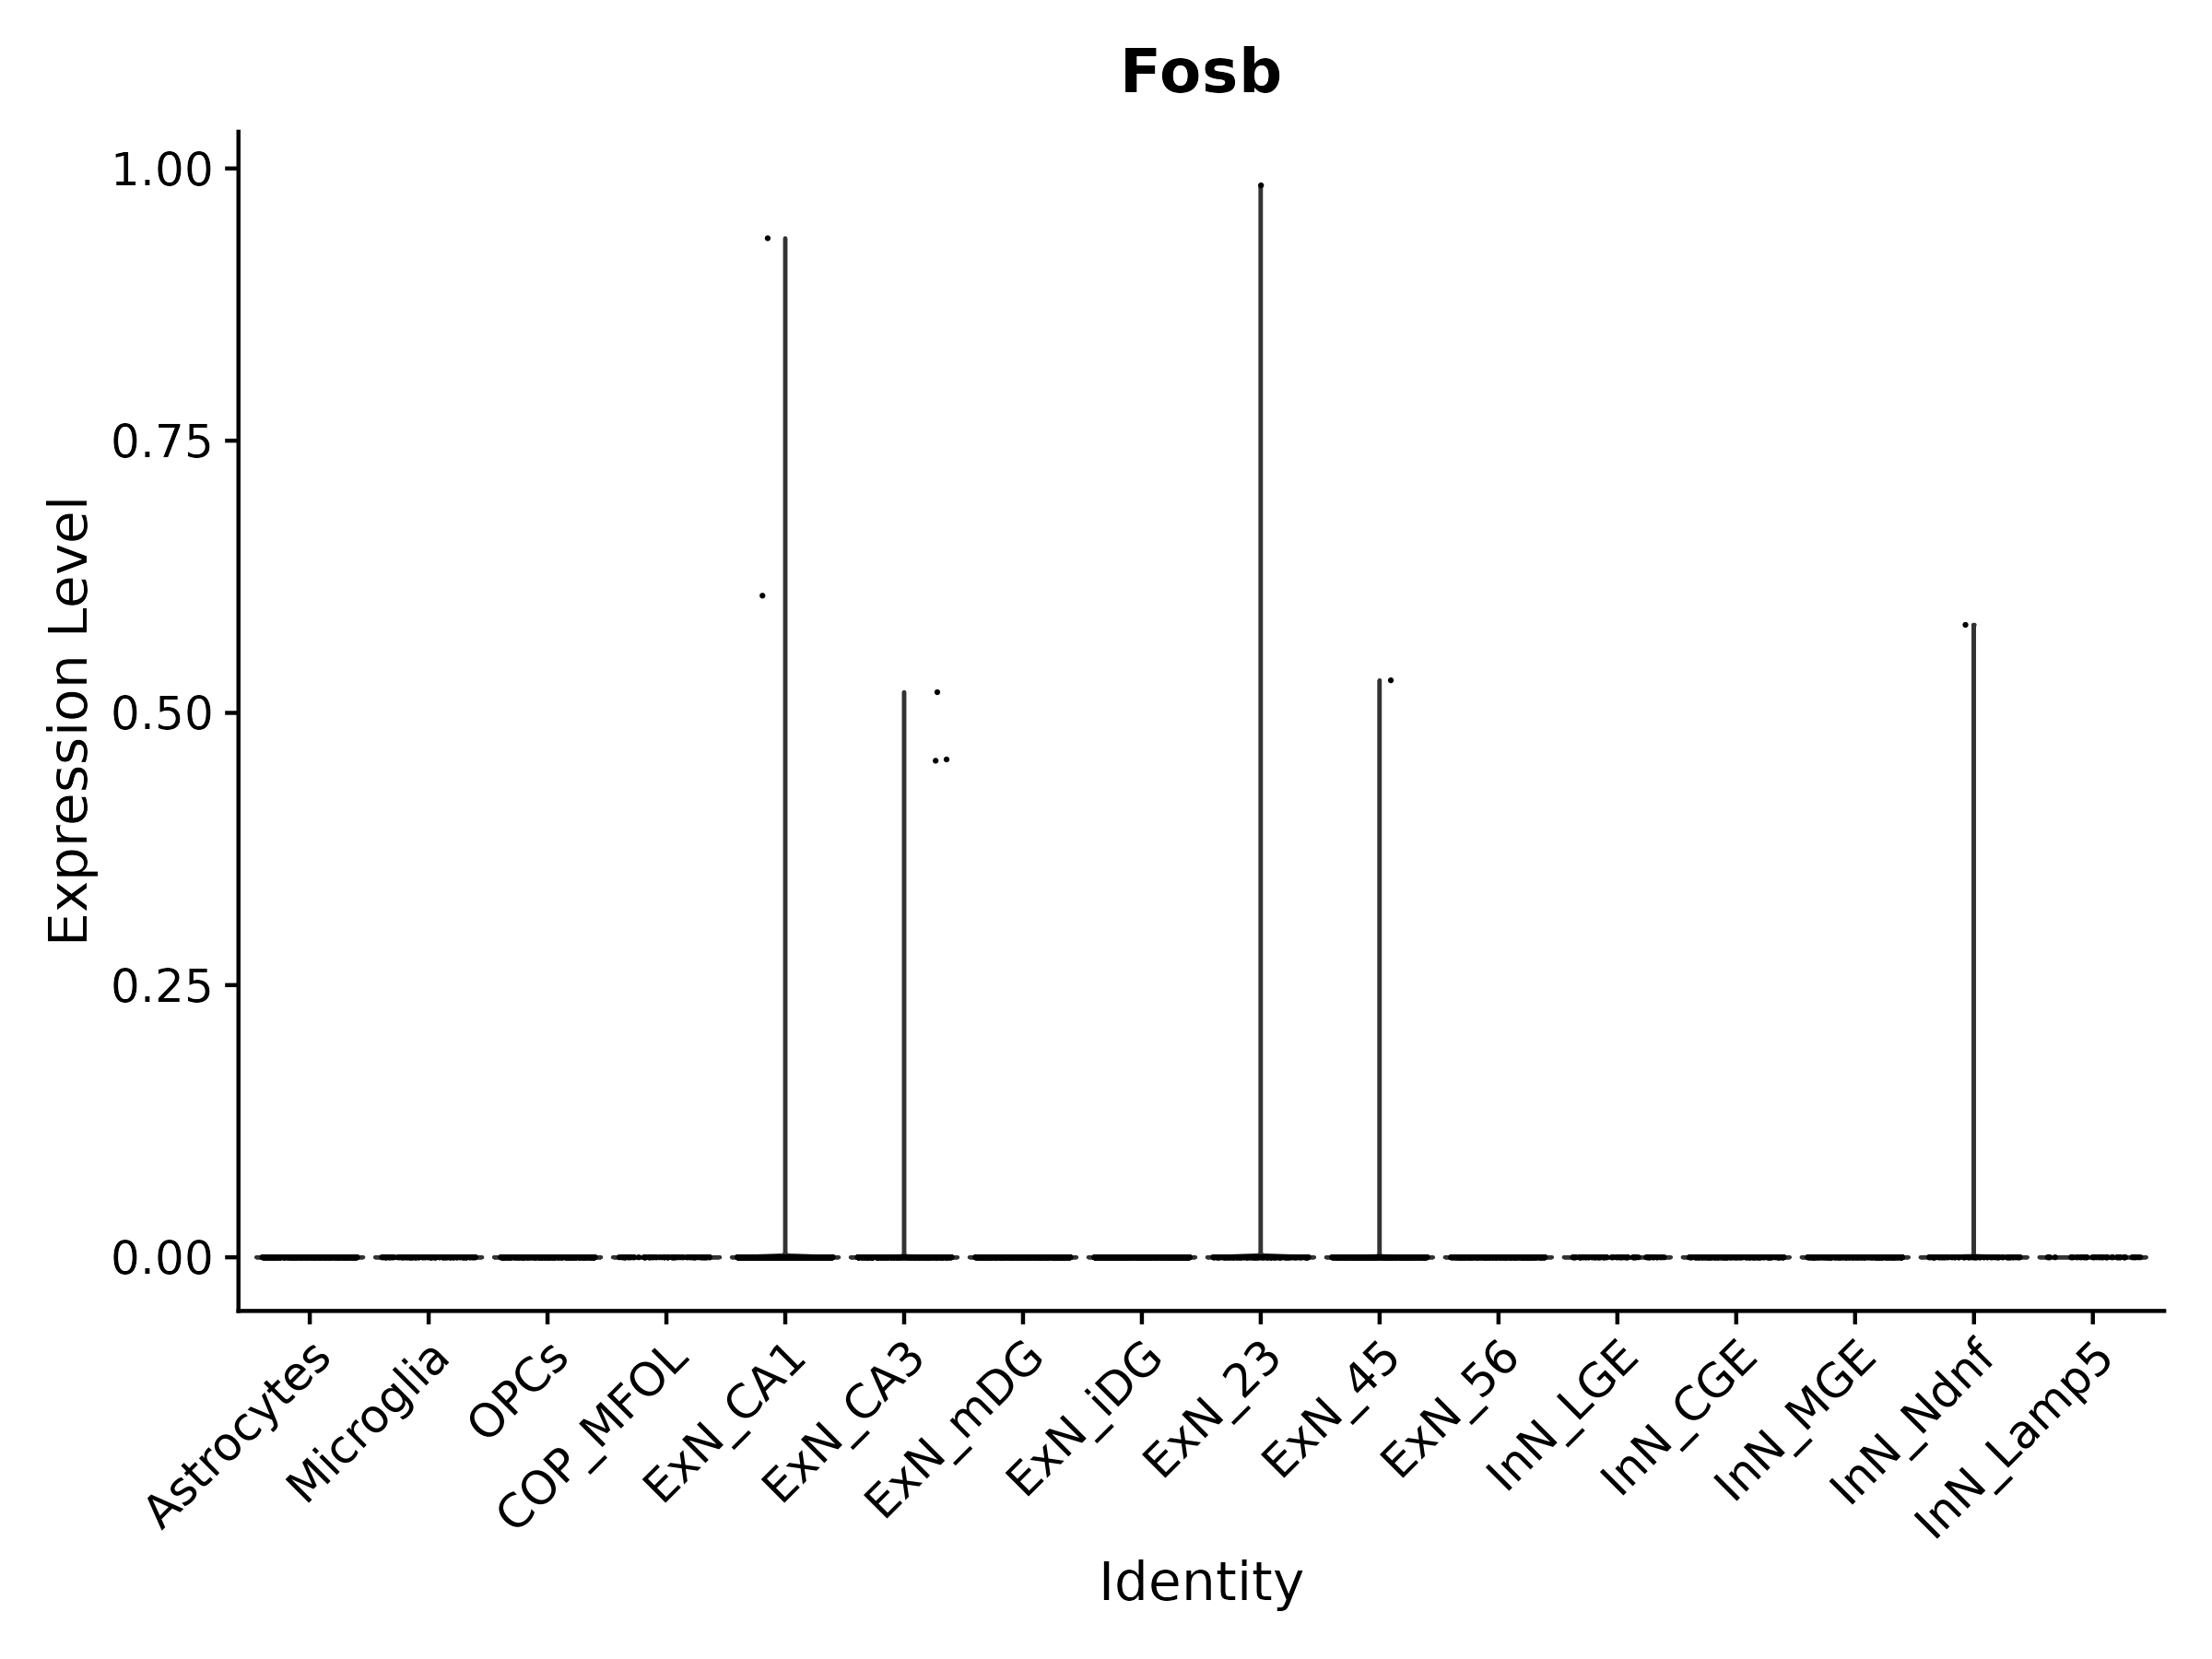 Fosb
Expression Level
1.00
0.75
0.50
0.25
0.00
Astrocytes
Microglia
OPCs
COP_MFOL
ExN_CA1
ExN_CA3
ExN_mDG
ExN_iDG
ExN_23
ExN_45
ExN_56
InN_LGE
InN_CGE
InN_MGE
InN_Ndnf
InN_Lamp5
Identity